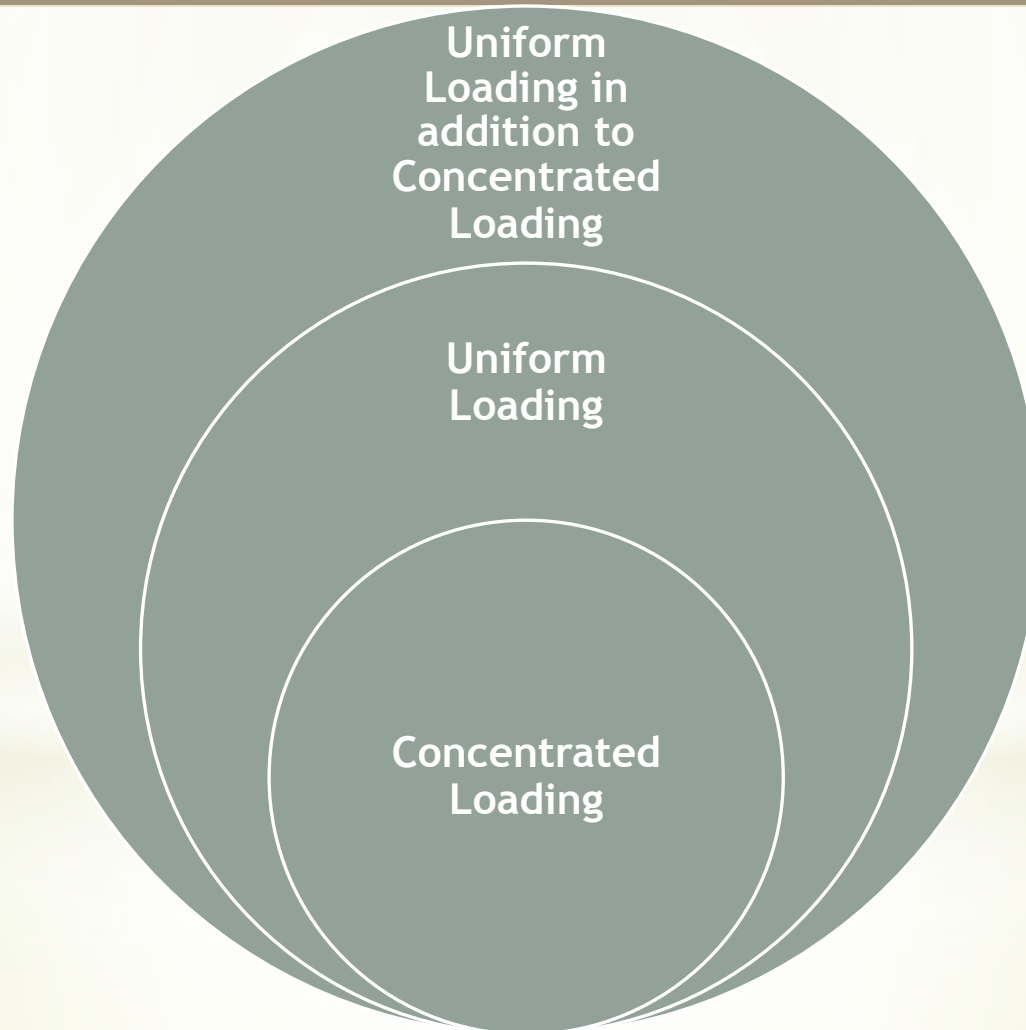 Uniform
Loading in
addition to
Concentrated
Loading
Uniform
Loading
Concentrated
Loading